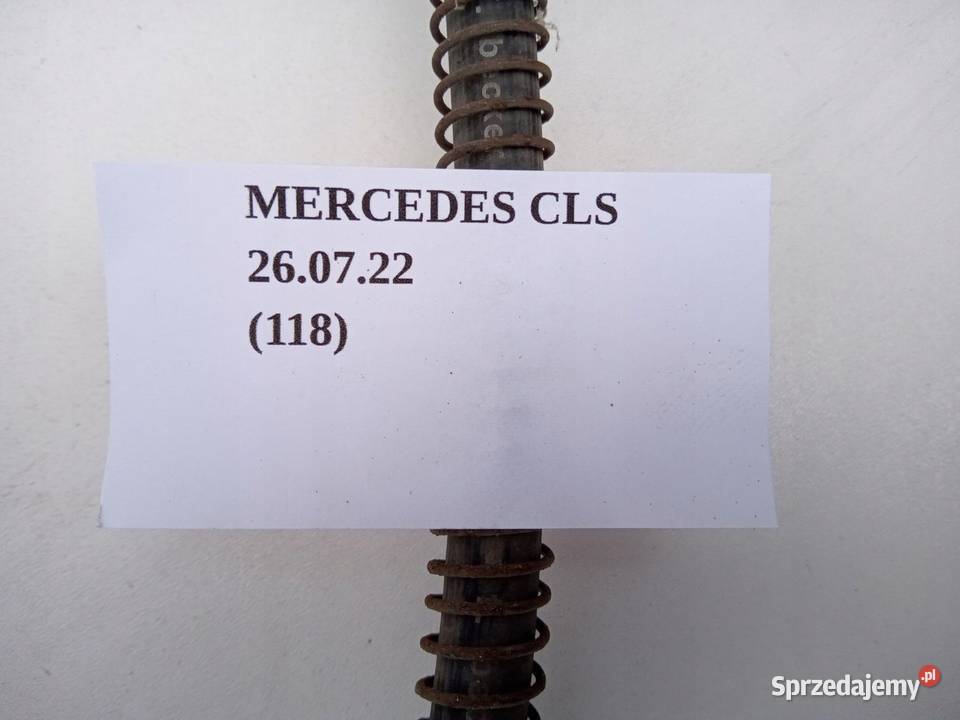 MERCEDES CLS
26.07.22
(118)
Sprzedajemy.pl